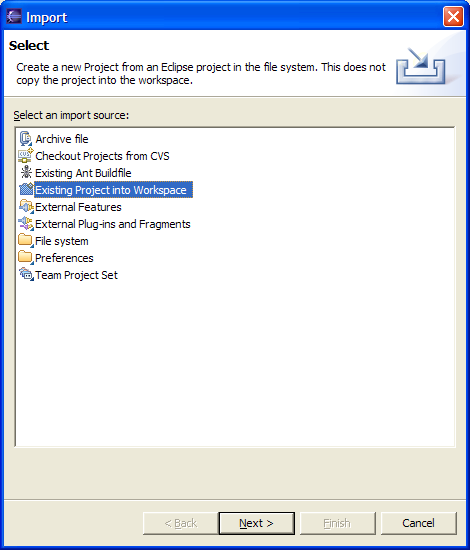 Import
Select
Create a new Project from an Eclipse project in the file system. This does not
copy the project into the workspace.
Select an import source:
Archive file
Checkout Projects from CVS
Existing Ant Buildfile
Existing Project into Workspace
External Features
External Plug-ins and Fragments
File system
Preferences
Team Project Set
< Back
Next >
Finish
Cancel